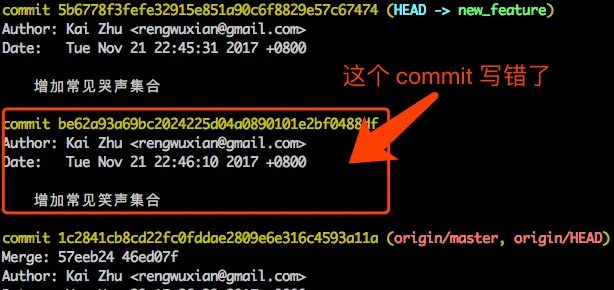 commit 5b6778f3fefe32915e851a90c6f8829e57c67474 (HEAD -> new_feature)
Author: Kai Zhu <rengwuxian@gmail.com>
Date:   Tue Nov 21 22:45:31 2017 +0800
增加常见哭声集合
这个 commit 写错了
commit be62a93a69bc2024225d04a0890101e2bf0488df
Author: Kai Zhu <rengwuxian@gmail.com>
Date:   Tue Nov 21 22:46:10 2017 +0800
增加常见笑声集合
commit 1c2841cb8cd22fc0fddae2809e6e316c4593a11a (origin/master, origin/HEAD)
Merge: 57eeb24 46ed07f
Author: Kai Zhu <rengwuxian@gmail.com>